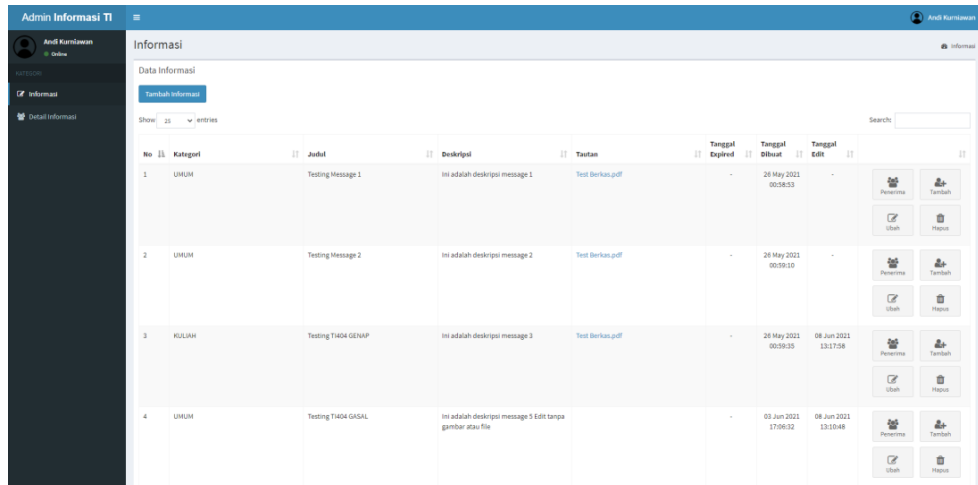 Admin Informasi TI
Andi Kurniawan
Andi Kurniawan
Online
Informasi
Informasi
KATEGORI
Informasi
Detail Informasi
Data Informasi
Tambah Informasi
Show 25 entries
Search:
No Kategori Judul Deskripsi Tautan Tanggal Expired Tanggal Dibuat Tanggal Edit
1 UMUM Testing Message 1 Ini adalah deskripsi message 1 Test Berkas.pdf - 26 May 2021 -
00:58:53
Penerima Tambah
Ubah Hapus
2 UMUM Testing Message 2 Ini adalah deskripsi message 2 Test Berkas.pdf - 26 May 2021 -
00:59:10
Penerima Tambah
Ubah Hapus
3 KULIAH Testing TI404 GENAP Ini adalah deskripsi message 3 Test Berkas.pdf - 26 May 2021 08 Jun 2021
00:59:35 13:17:58
Penerima Tambah
Ubah Hapus
4 UMUM Testing TI404 GASAL Ini adalah deskripsi message 5 Edit tanpa - 03 Jun 2021 08 Jun 2021
gambar atau file 17:06:32 13:10:48
Penerima Tambah
Ubah Hapus